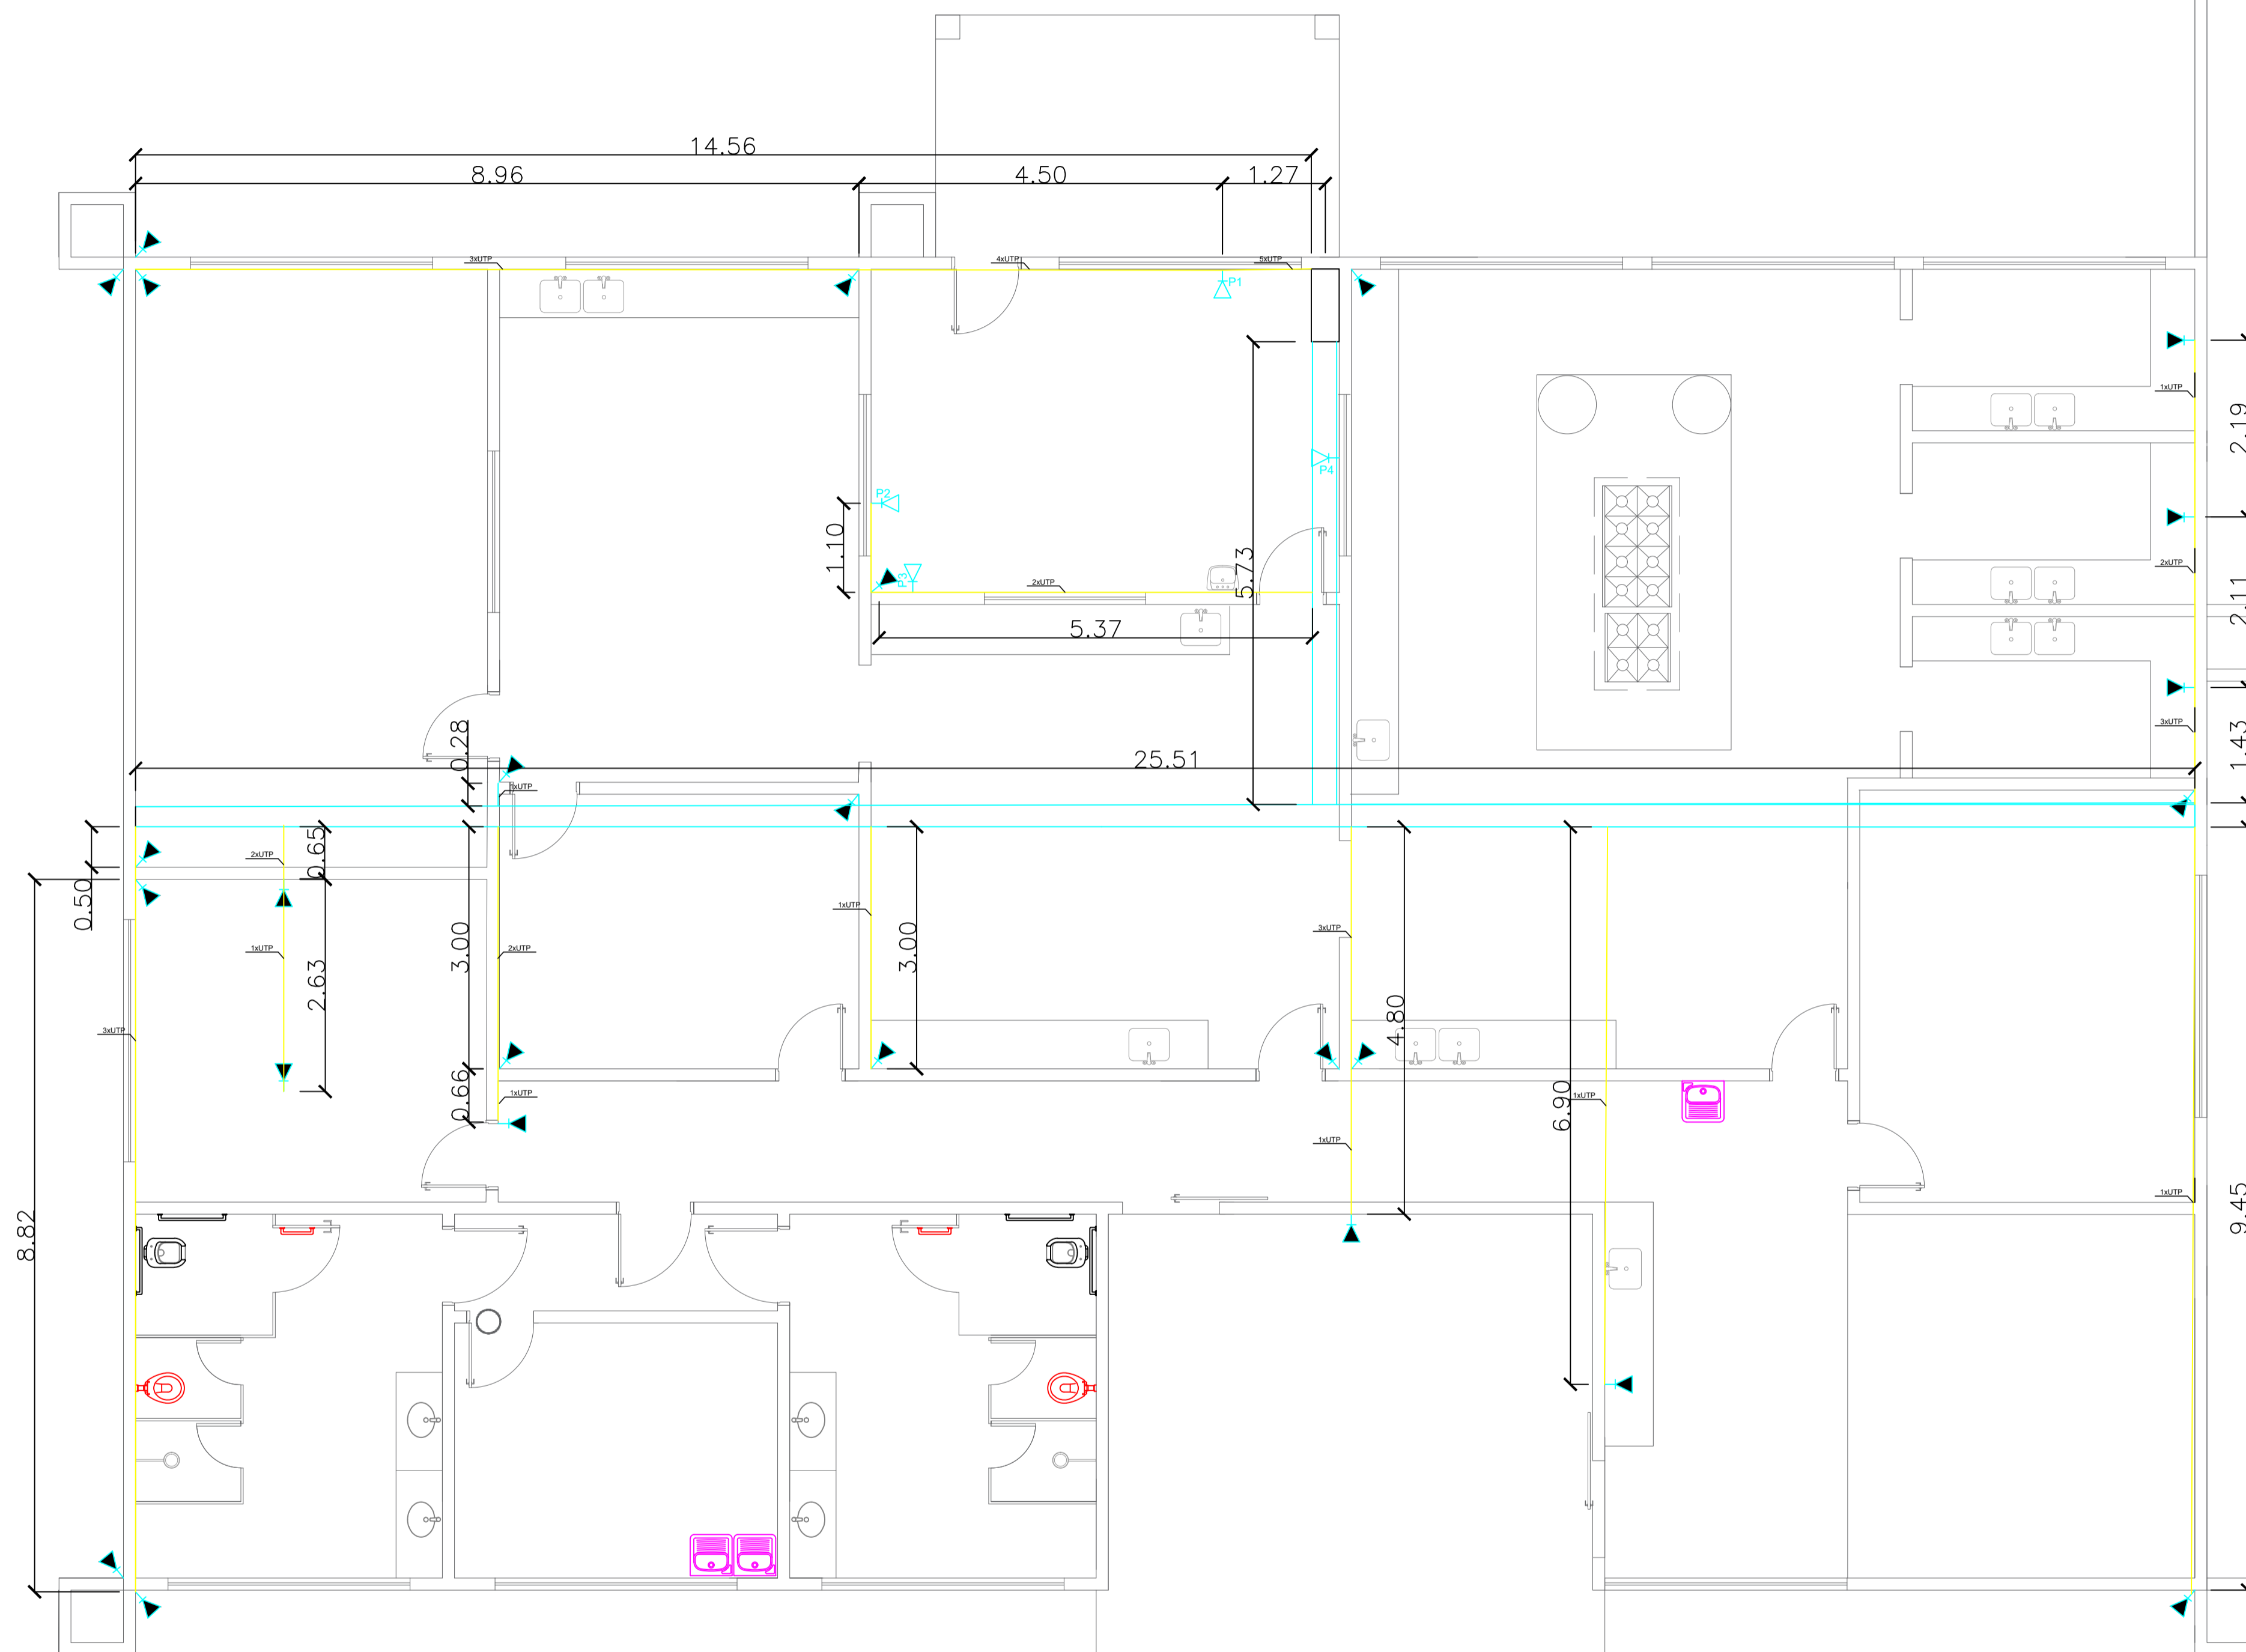 14.56
8.96
4.50
1.27
3xUTP
4xUTP
5xUTP
P1
1xUTP
2.19
P4
P2
1.10
5.73
2xUTP
P3
2xUTP
2.11
5.37
0.28
3xUTP
1.43
25.51
1xUTP
0.65
2xUTP
0.50
1xUTP
3xUTP
3.00
3.00
1xUTP
2xUTP
2.63
4.80
3xUTP
0.66
1xUTP
6.90
1xUTP
1xUTP
1xUTP
8.82
9.45